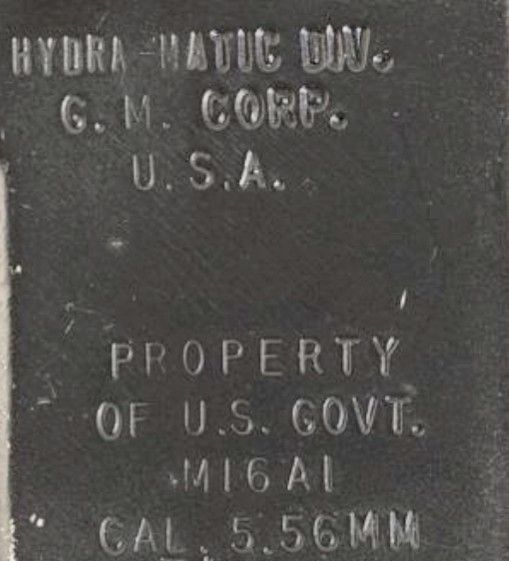 HYDRA-MATIC DIV.
G.M. CORP.
U.S.A.
PROPERTY
OF U.S. GOVT.
M16A1
CAL. 5.56MM